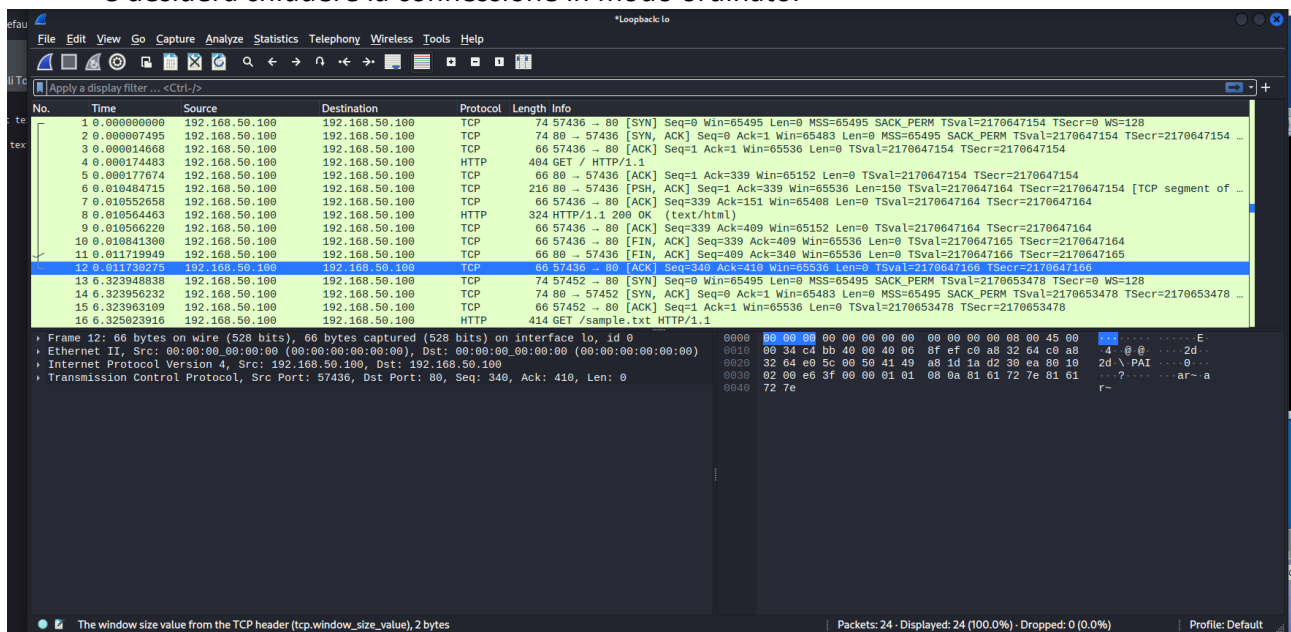 e desidera chiudere la connessione in modo ordinato.
efau
*Loopback: lo
File Edit View Go Capture Analyze Statistics Telephony Wireless Tools Help
Apply a display filter ... <Ctrl-/>
No. Time Source Destination Protocol Length Info
1 0.000000000 192.168.50.100 192.168.50.100 TCP 74 57436 → 80 [SYN] Seq=0 Win=65495 Len=0 MSS=65495 SACK_PERM TSval=2170647154 TSecr=0 WS=128
2 0.000007495 192.168.50.100 192.168.50.100 TCP 74 80 → 57436 [SYN, ACK] Seq=0 Ack=1 Win=65483 Len=0 MSS=65495 SACK_PERM TSval=2170647154 TSecr=2170647154 …
3 0.000014668 192.168.50.100 192.168.50.100 TCP 66 57436 → 80 [ACK] Seq=1 Ack=1 Win=65536 Len=0 TSval=2170647154 TSecr=2170647154
4 0.000174483 192.168.50.100 192.168.50.100 HTTP 404 GET / HTTP/1.1
5 0.000177674 192.168.50.100 192.168.50.100 TCP 66 80 → 57436 [ACK] Seq=1 Ack=339 Win=65152 Len=0 TSval=2170647154 TSecr=2170647154
6 0.010484715 192.168.50.100 192.168.50.100 TCP 216 80 → 57436 [PSH, ACK] Seq=1 Ack=339 Win=65536 Len=150 TSval=2170647164 TSecr=2170647154 [TCP segment of …
7 0.010552658 192.168.50.100 192.168.50.100 TCP 66 57436 → 80 [ACK] Seq=339 Ack=151 Win=65408 Len=0 TSval=2170647164 TSecr=2170647164
8 0.010564463 192.168.50.100 192.168.50.100 HTTP 324 HTTP/1.1 200 OK (text/html)
9 0.010566220 192.168.50.100 192.168.50.100 TCP 66 57436 → 80 [ACK] Seq=339 Ack=409 Win=65152 Len=0 TSval=2170647164 TSecr=2170647164
10 0.010841300 192.168.50.100 192.168.50.100 TCP 66 57436 → 80 [FIN, ACK] Seq=339 Ack=409 Win=65536 Len=0 TSval=2170647165 TSecr=2170647164
11 0.011719949 192.168.50.100 192.168.50.100 TCP 66 80 → 57436 [FIN, ACK] Seq=409 Ack=340 Win=65536 Len=0 TSval=2170647166 TSecr=2170647165
12 0.011730275 192.168.50.100 192.168.50.100 TCP 66 57436 → 80 [ACK] Seq=340 Ack=410 Win=65536 Len=0 TSval=2170647166 TSecr=2170647166
13 6.323948838 192.168.50.100 192.168.50.100 TCP 74 57452 → 80 [SYN] Seq=0 Win=65495 Len=0 MSS=65495 SACK_PERM TSval=2170653478 TSecr=0 WS=128
14 6.323956232 192.168.50.100 192.168.50.100 TCP 74 80 → 57452 [SYN, ACK] Seq=0 Ack=1 Win=65483 Len=0 MSS=65495 SACK_PERM TSval=2170653478 TSecr=2170653478 …
15 6.323963109 192.168.50.100 192.168.50.100 TCP 66 57452 → 80 [ACK] Seq=1 Ack=1 Win=65536 Len=0 TSval=2170653478 TSecr=2170653478
16 6.325023916 192.168.50.100 192.168.50.100 HTTP 414 GET /sample.txt HTTP/1.1
Frame 12: 66 bytes on wire (528 bits), 66 bytes captured (528 bits) on interface lo, id 0
Ethernet II, Src: 00:00:00_00:00:00 (00:00:00:00:00:00), Dst: 00:00:00_00:00:00 (00:00:00:00:00:00)
Internet Protocol Version 4, Src: 192.168.50.100, Dst: 192.168.50.100
Transmission Control Protocol, Src Port: 57436, Dst Port: 80, Seq: 340, Ack: 410, Len: 0
0000 00 00 00 00 00 00 00 00 00 00 00 00 08 00 45 00 ··············E·
0010 00 34 c4 bb 40 00 40 06 8f ef c0 a8 32 64 c0 a8 ·4··@·@·····2d··
0020 32 64 e0 5c 00 50 41 49 a8 1d 1a d2 30 ea 80 10 2d·\·PAI····0···
0030 02 00 e6 3f 00 00 01 01 08 0a 81 61 72 7e 81 61 ···?·······ar~·a
0040 72 7e r~
The window size value from the TCP header (tcp.window_size_value), 2 bytes
Packets: 24 · Displayed: 24 (100.0%) · Dropped: 0 (0.0%)
Profile: Default